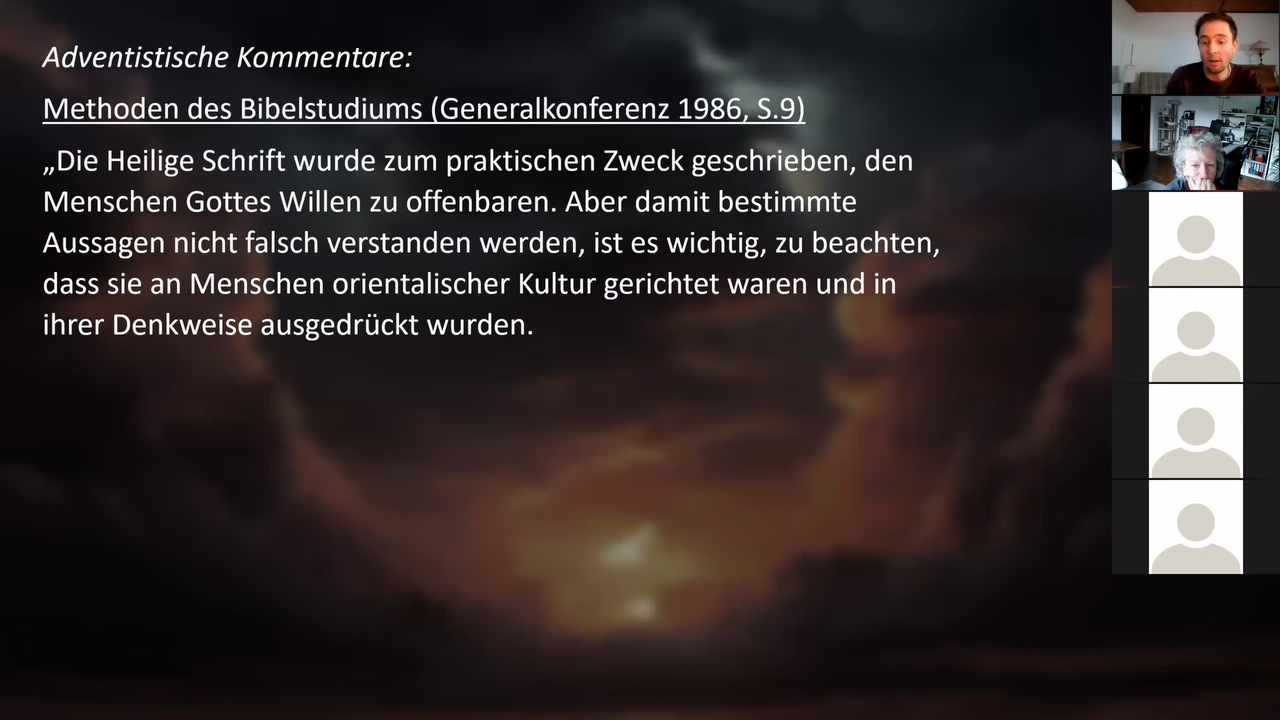 Adventistische Kommentare:
Methoden des Bibelstudiums (Generalkonferenz 1986, S.9)
„Die Heilige Schrift wurde zum praktischen Zweck geschrieben, den
Menschen Gottes Willen zu offenbaren. Aber damit bestimmte
Aussagen nicht falsch verstanden werden, ist es wichtig, zu beachten,
dass sie an Menschen orientalischer Kultur gerichtet waren und in
ihrer Denkweise ausgedrückt wurden.